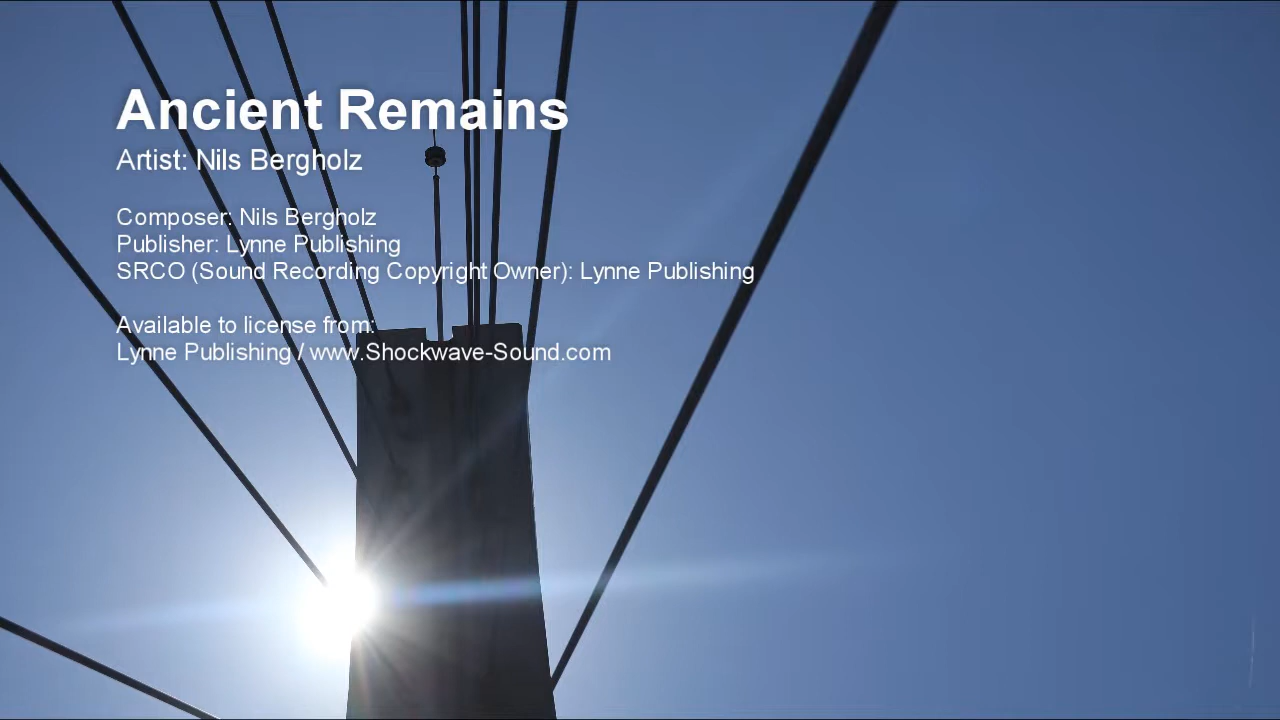 Ancient Remains
Artist: Nils Bergholz
Composer: Nils Bergholz
Publisher: Lynne Publishing
SRCO (Sound Recording Copyright Owner): Lynne Publishing
Available to license from:
Lynne Publishing / www.Shockwave-Sound.com